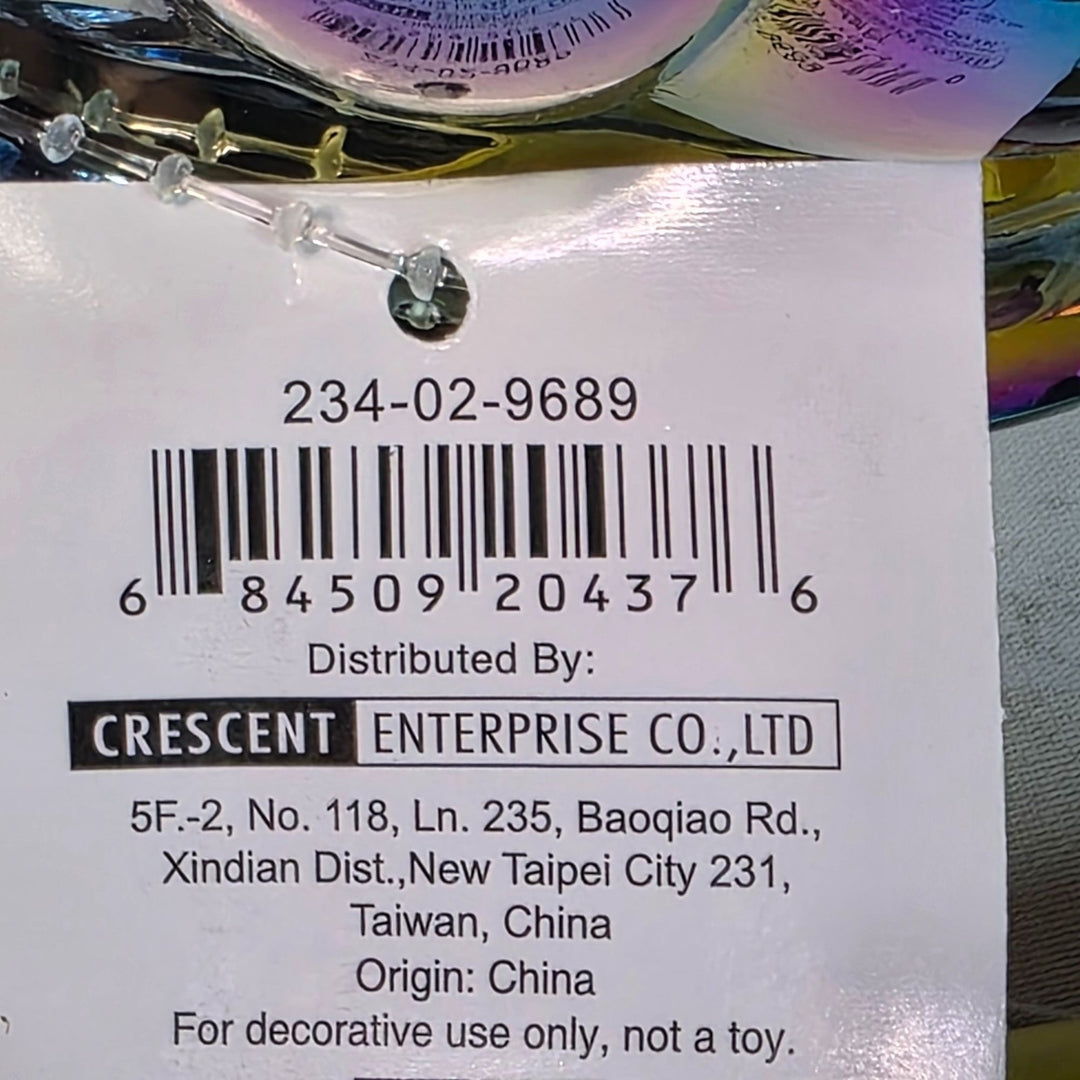 234-02-9689
6 84509 20437 6
Distributed By:
CRESCENT ENTERPRISE CO.,LTD
5F.-2, No. 118, Ln. 235, Baoqiao Rd.,
Xindian Dist.,New Taipei City 231,
Taiwan, China
Origin: China
For decorative use only, not a toy.